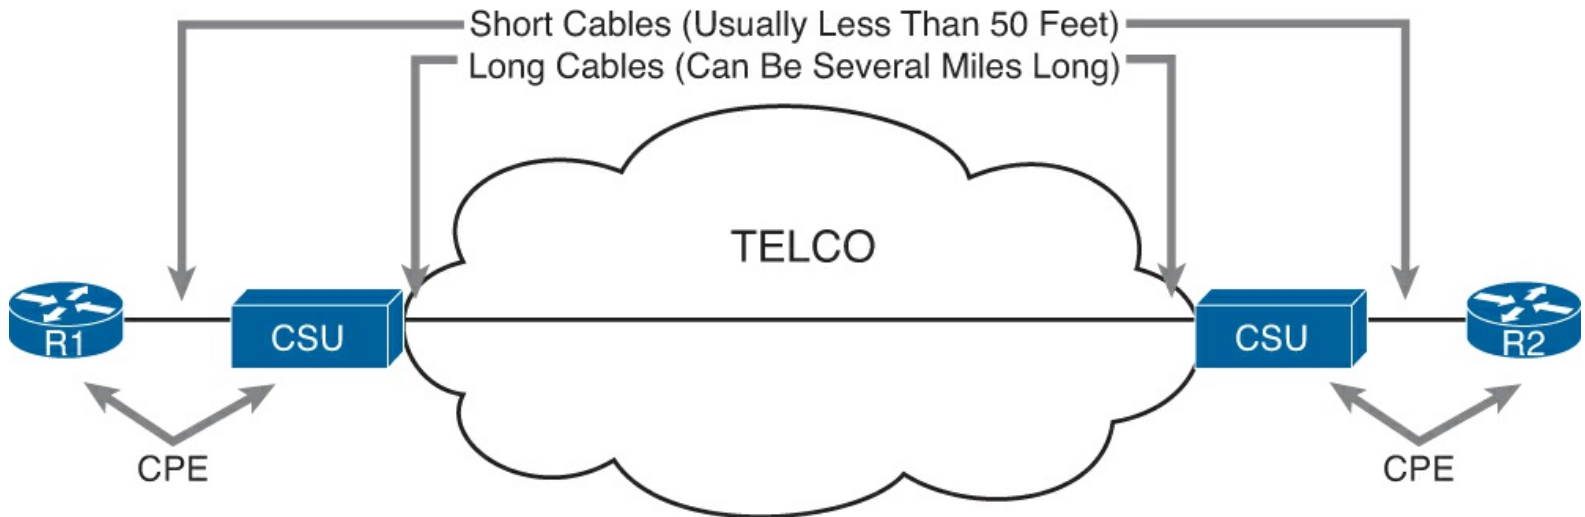 Short Cables (Usually Less Than 50 Feet)
Long Cables (Can Be Several Miles Long)
TELCO
R1
CSU
CSU
R2
CPE
CPE